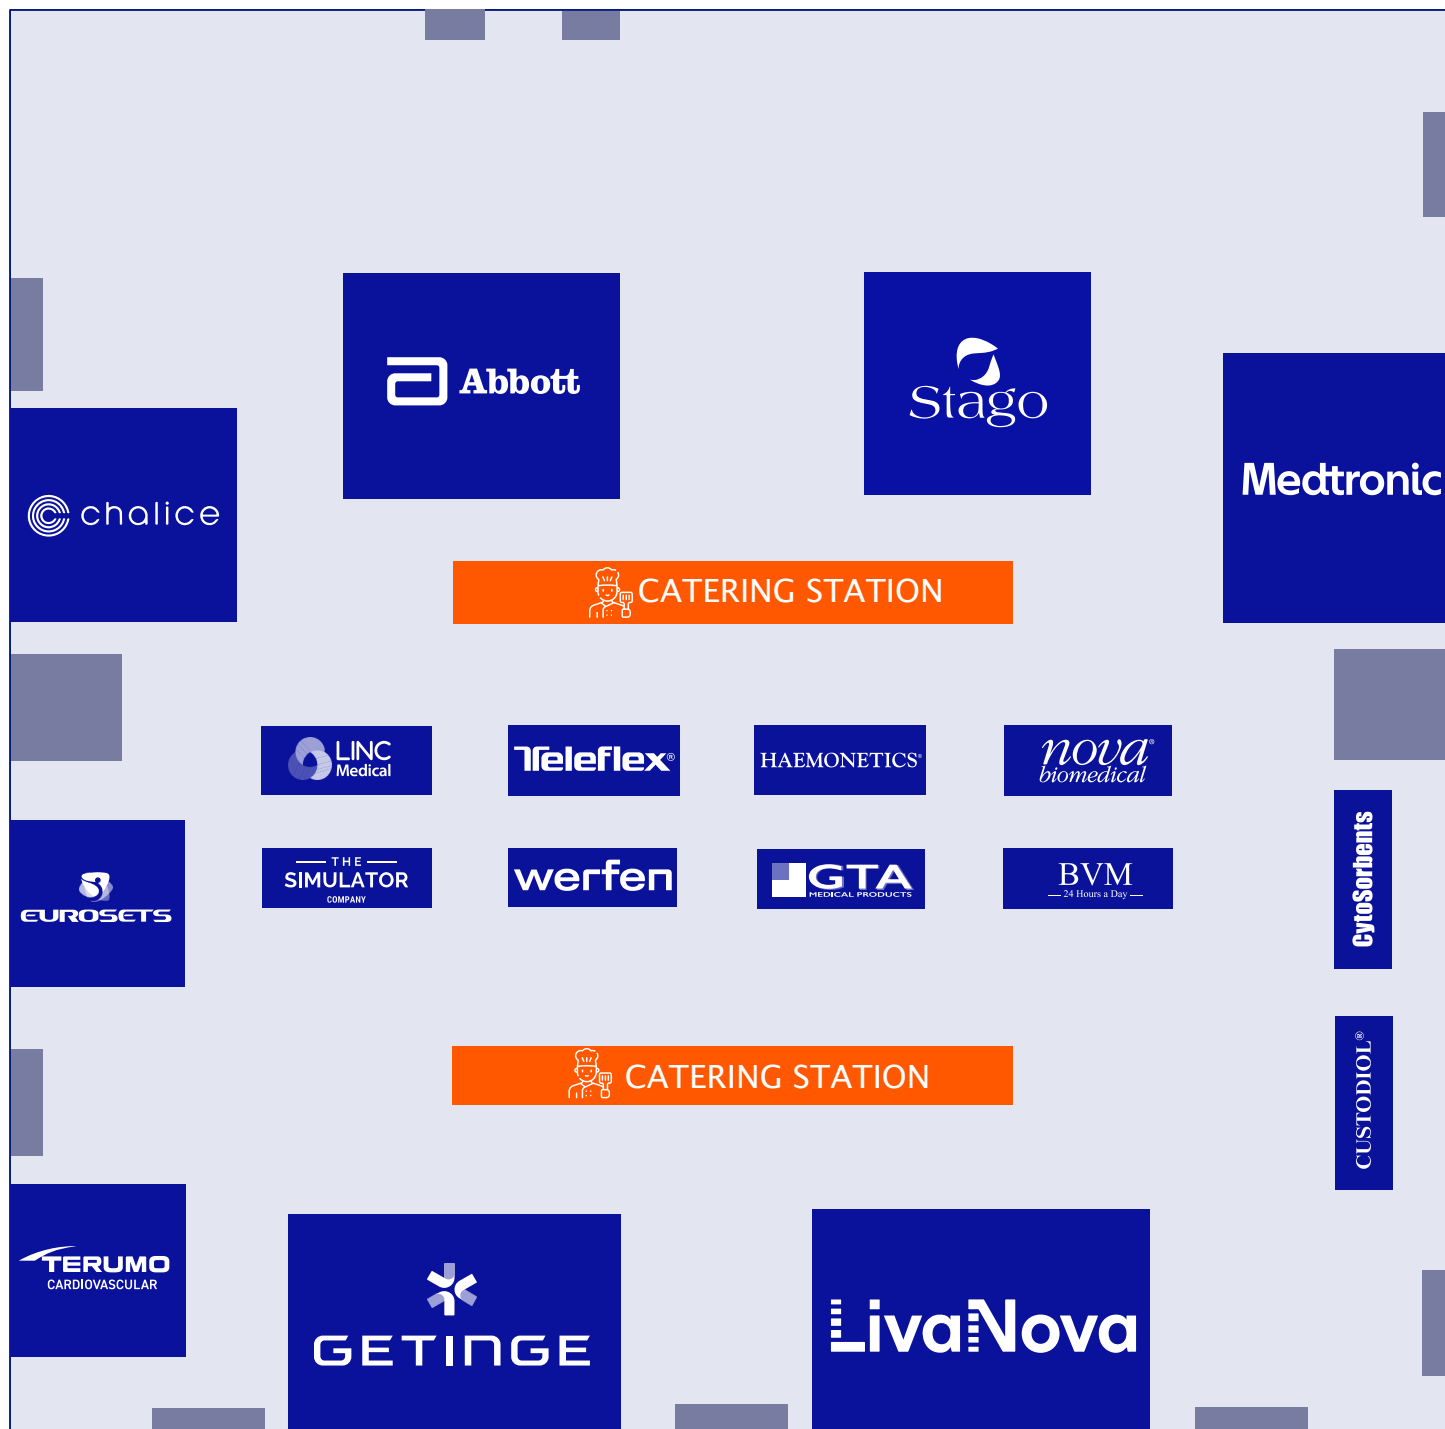 Abbott
Stago
Medtronic
chalice
CATERING STATION
LINC
Medical
Teleflex®
HAEMONETICS®
nova®
biomedical
THE
SIMULATOR
COMPANY
werfen
GTA
MEDICAL PRODUCTS
BVM
24 Hours a Day
CytoSorbents
EUROSETS
CATERING STATION
CUSTODIOL®
TERUMO
CARDIOVASCULAR
GETINGE
LivaNova